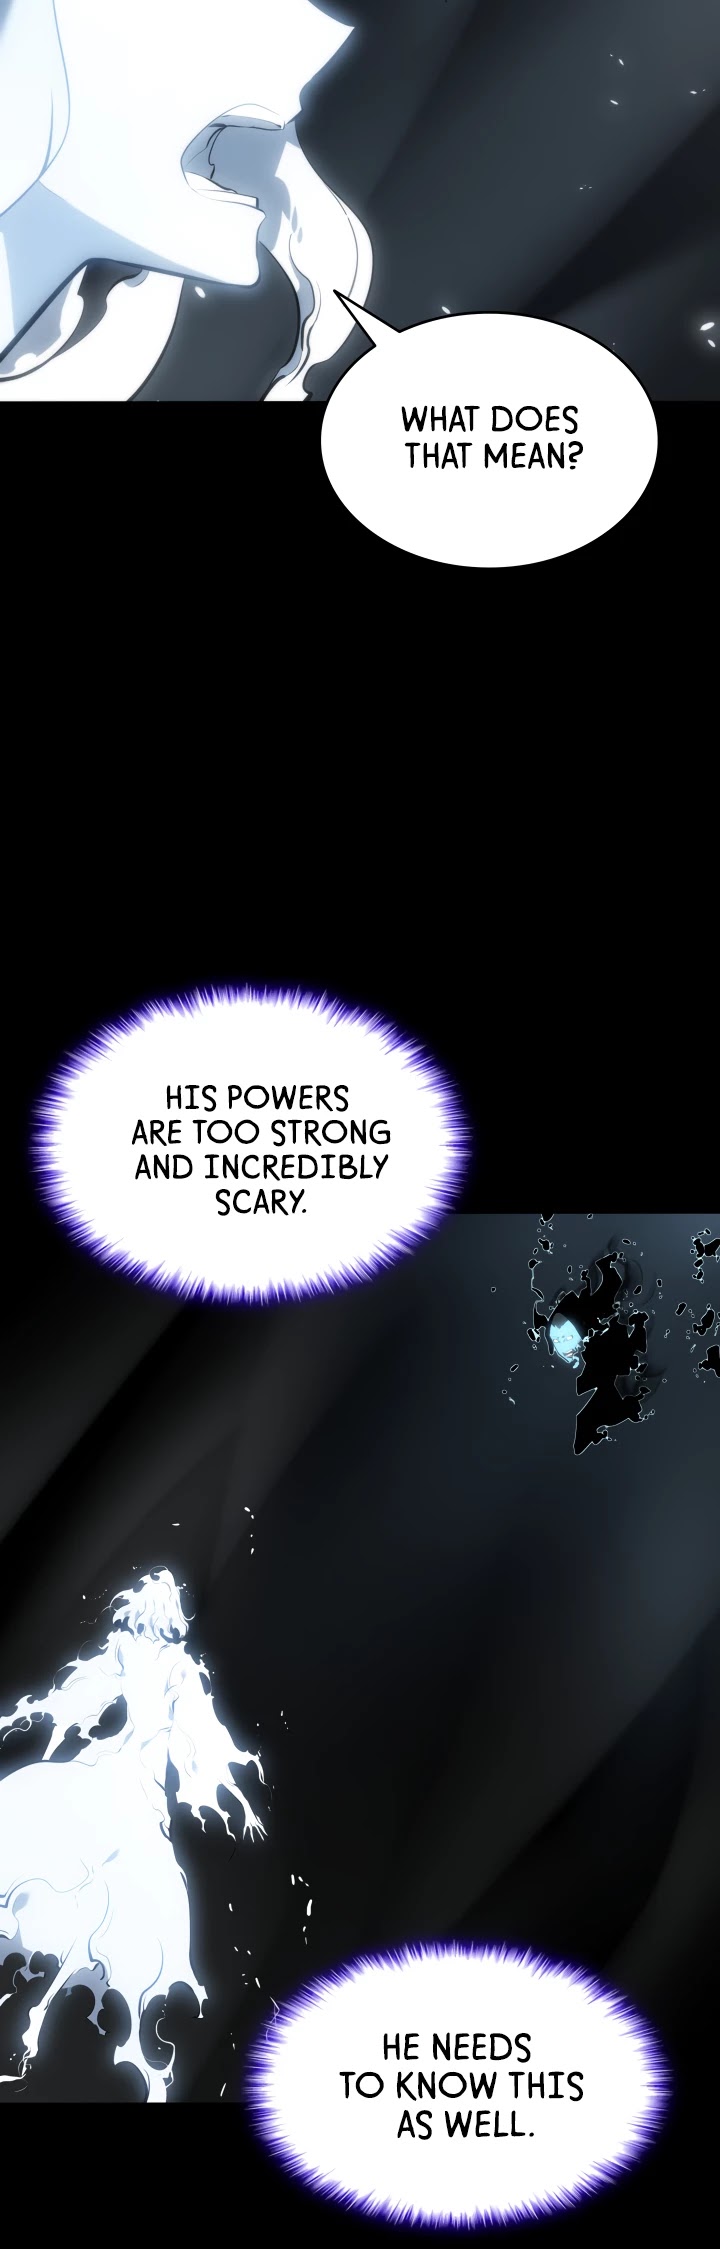 WHAT DOES
THAT MEAN?
HIS POWERS
ARE TOO STRONG
AND INCREDIBLY
SCARY.
HE NEEDS
TO KNOW THIS
AS WELL.